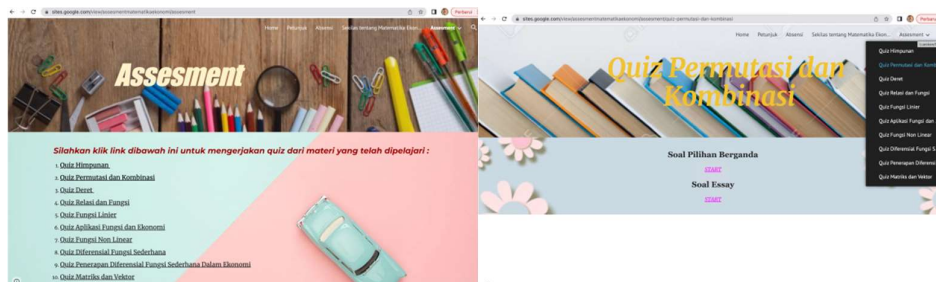 sites.google.com/view/assesmentmatematikaekonomi/assesment
Perbarui
Home Petunjuk Absensi Sekilas tentang Matematika Ekon... Assesment
Assesment
Silahkan klik link dibawah ini untuk mengerjakan quiz dari materi yang telah dipelajari :
1. Quiz Himpunan
2. Quiz Permutasi dan Kombinasi
3. Quiz Deret
4. Quiz Relasi dan Fungsi
5. Quiz Fungsi Linier
6. Quiz Aplikasi Fungsi dan Ekonomi
7. Quiz Fungsi Non Linear
8. Quiz Diferensial Fungsi Sederhana
9. Quiz Penerapan Diferensial Fungsi Sederhana Dalam Ekonomi
10. Quiz Matriks dan Vektor
sites.google.com/view/assesmentmatematikaekonomi/assesment/quiz-permutasi-dan-kombinasi
Perbarui
Home Petunjuk Absensi Sekilas tentang Matematika Ekon... Assesment
Quiz Permutasi dan
Kombinasi
Soal Pilihan Berganda
START
Soal Essay
START
Quiz Himpunan
Quiz Permutasi dan Komb
Quiz Deret
Quiz Relasi dan Fungsi
Quiz Fungsi Linier
Quiz Aplikasi Fungsi dan
Quiz Fungsi Non Linear
Quiz Diferensial Fungsi S
Quiz Penerapan Diferensi
Quiz Matriks dan Vektor